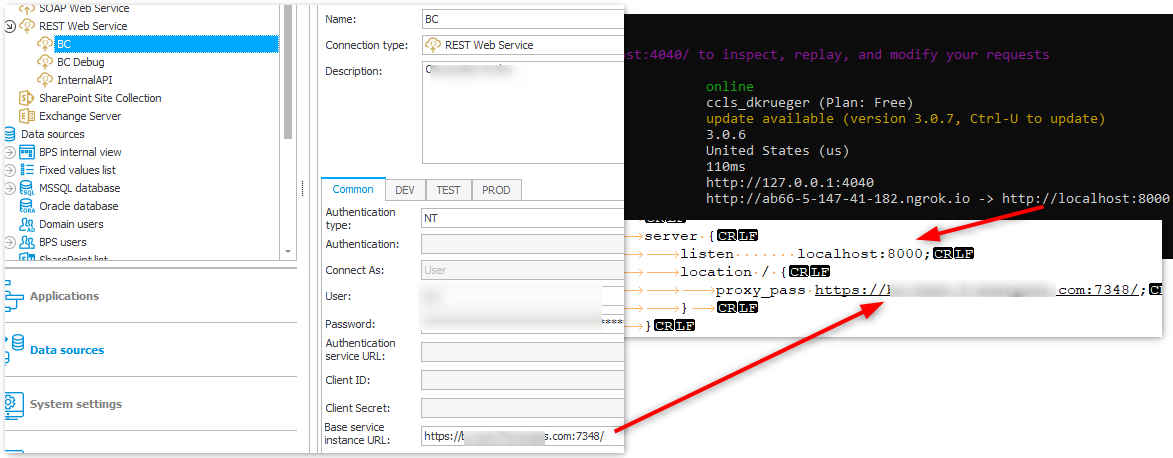 SOAP Web Service
REST Web Service
BC
BC Debug
InternalAPI
SharePoint Site Collection
Exchange Server
Data sources
BPS internal view
Fixed values list
MSSQL database
Oracle database
Domain users
BPS users
SharePoint list
Applications
Data sources
System settings
Name: BC
Connection type: REST Web Service
Description:
Common DEV TEST PROD
Authentication
type: NT
Authentication:
Connect As: User
User:
Password: ****
Authentication
service URL:
Client ID:
Client Secret:
Base service
instance URL: https://b s.com:7348/
st:4040/ to inspect, replay, and modify your requests
online
ccls_dkrueger (Plan: Free)
update available (version 3.0.7, Ctrl-U to update)
3.0.6
United States (us)
110ms
http://127.0.0.1:4040
http://ab66-5-147-41-182.ngrok.io -> http://localhost:8000
CRLF
server {CRLF
listen localhost:8000;CRLF
location / {CRLF
proxy_pass https:// .com:7348/;CR
}CRLF
}CRLF